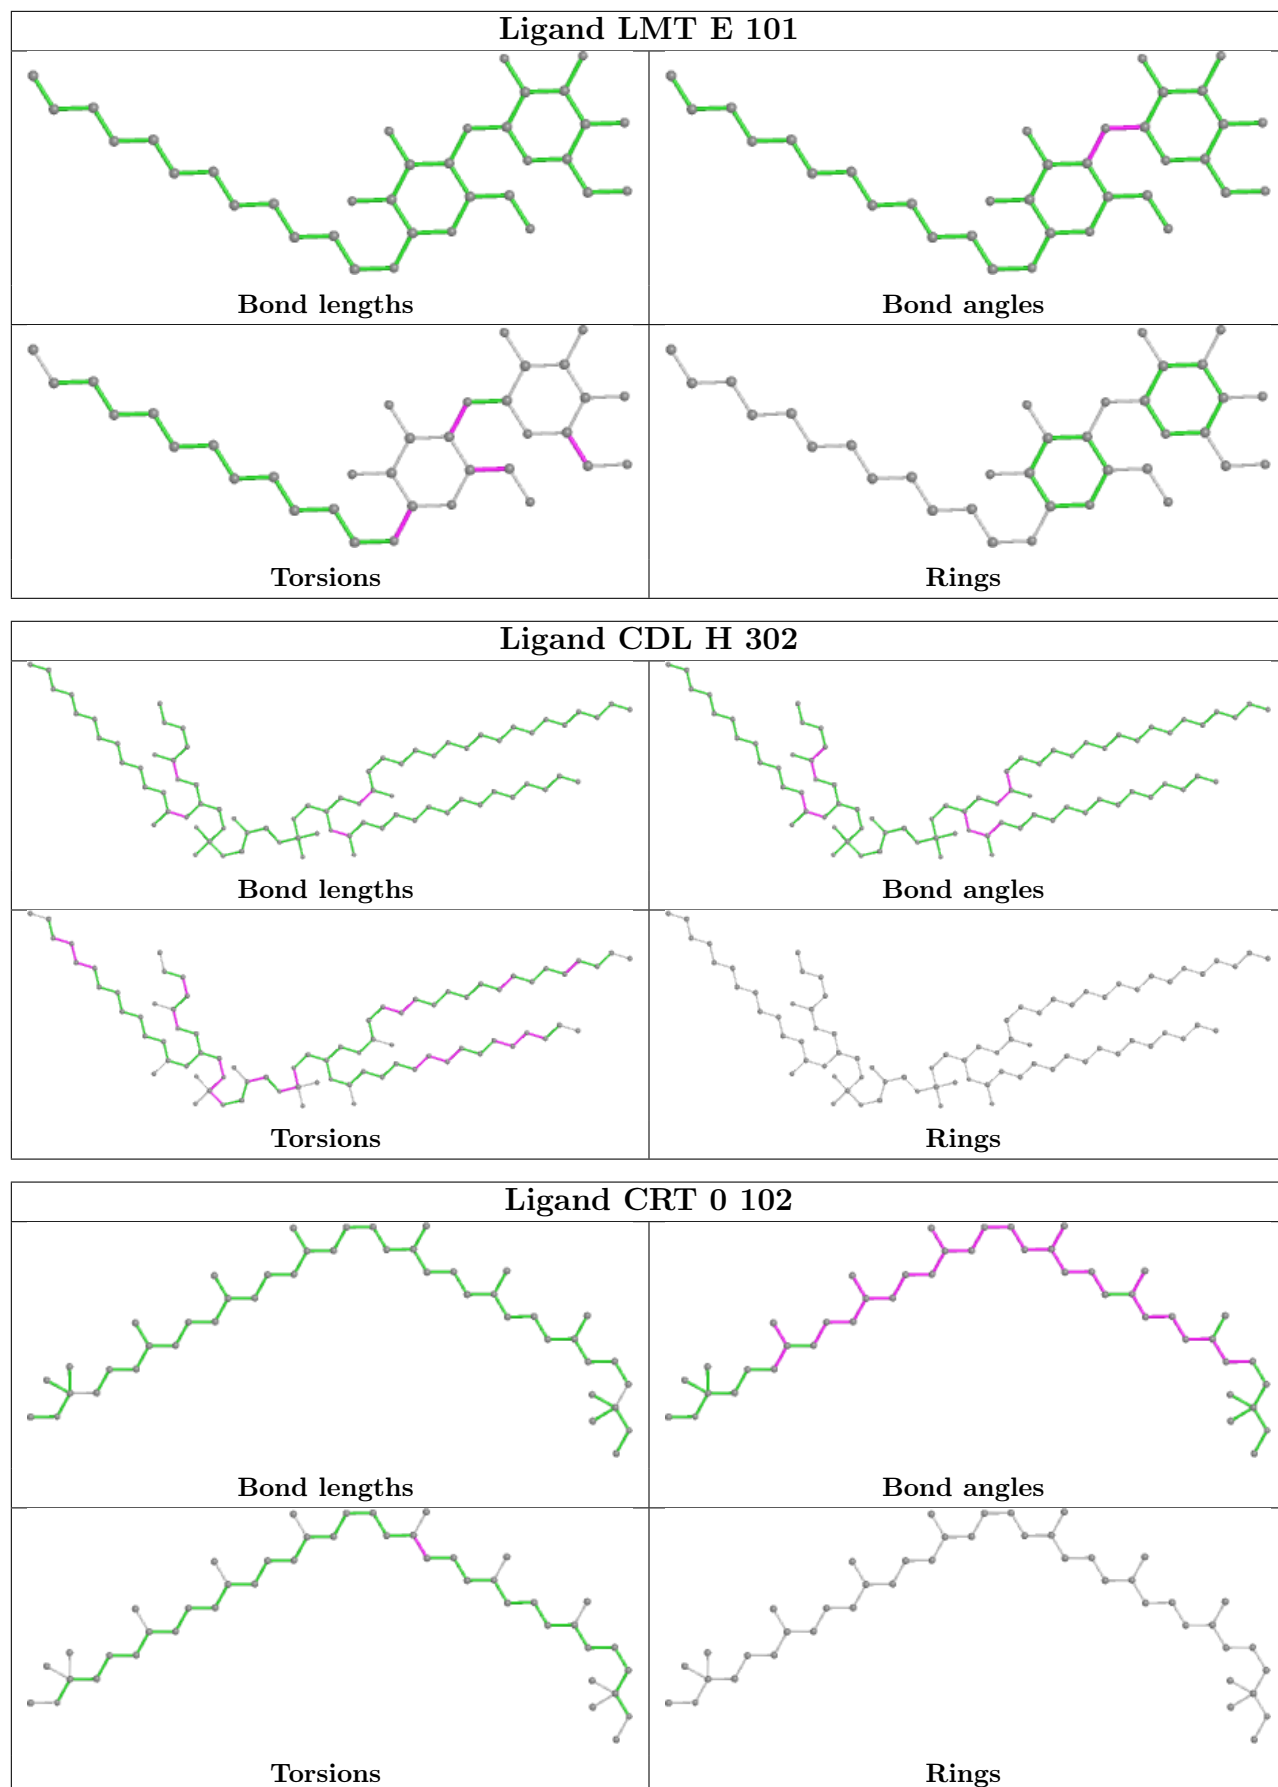 Ligand LMT E 101
Bond lengths
Bond angles
Torsions
Rings
Ligand CDL H 302
Bond lengths
Bond angles
Torsions
Rings
Ligand CRT 0 102
Bond lengths
Bond angles
Torsions
Rings